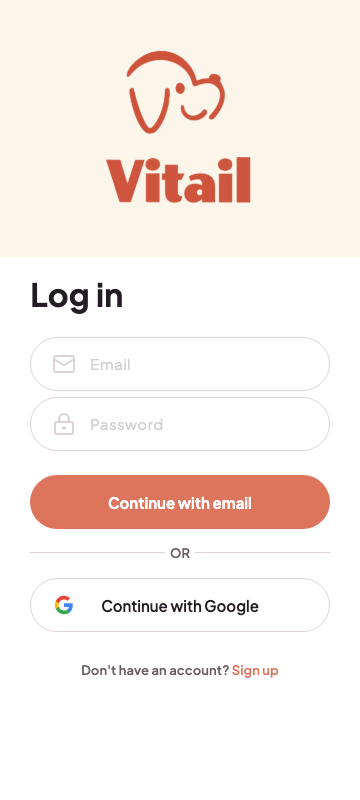 Vitail
Log in
Email
Password
Continue with email
OR
Continue with Google
Don't have an account? Sign up